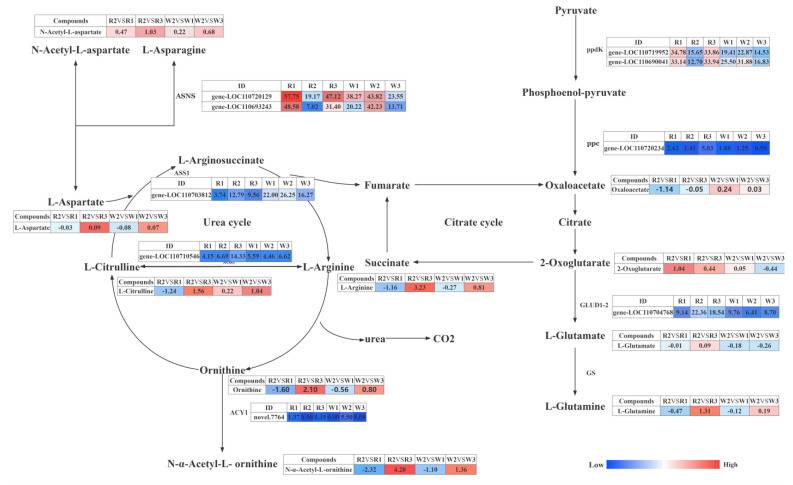 Compounds R2VSR1 R2VSR3 W2VSW1 W2VSW3
N-Acetyl-L-aspartate 0.47 1.03 0.22 0.68
N-Acetyl-L-aspartate L-Asparagine
Pyruvate
ppdK
ID R1 R2 R3 W1 W2 W3
gene-LOC110719952 34.78 15.65 33.86 19.41 22.87 14.53
gene-LOC110690041 33.14 12.70 33.94 25.50 31.88 16.83
ASNS
ID R1 R2 R3 W1 W2 W3
gene-LOC110720129 57.75 19.17 47.12 38.27 43.82 23.55
gene-LOC110693243 48.58 7.02 31.40 20.22 42.23 13.71
Phosphoenol-pyruvate
ppc
ID R1 R2 R3 W1 W2 W3
gene-LOC110720234 2.62 1.41 5.03 1.25
L-Arginosuccinate
ASS1
ID R1 R2 R3 W1 W2 W3
gene-LOC110703812 3.74 12.79 9.56 22.00 26.25 16.27
Fumarate
Oxaloacetate
Compounds R2VSR1 R2VSR3 W2VSW1 W2VSW3
Oxaloacetate -1.14 -0.05 0.24 0.03
L-Aspartate
Compounds R2VSR1 R2VSR3 W2VSW1 W2VSW3
L-Aspartate -0.03 0.09 -0.08 0.07
Urea cycle
Citrate cycle
Citrate
ID R1 R2 R3 W1 W2 W3
gene-LOC110710546 4.15 6.69 14.33 5.59 4.46 6.62
L-Citrulline
L-Arginine
Succinate
2-Oxoglutarate
Compounds R2VSR1 R2VSR3 W2VSW1 W2VSW3
L-Citrulline -1.24 1.56 0.22 1.04
Compounds R2VSR1 R2VSR3 W2VSW1 W2VSW3
L-Arginine -1.16 3.23 -0.27 0.81
Compounds R2VSR1 R2VSR3 W2VSW1 W2VSW3
2-Oxoglutarate 1.04 0.44 0.05 -0.44
GLUD1-2
ID R1 R2 R3 W1 W2 W3
gene-LOC110704768 9.14 22.36 18.54 9.76 6.41 8.70
urea
CO2
L-Glutamate
Compounds R2VSR1 R2VSR3 W2VSW1 W2VSW3
L-Glutamate -0.01 0.09 -0.18 -0.26
Ornithine
Compounds R2VSR1 R2VSR3 W2VSW1 W2VSW3
Ornithine -1.60 2.10 -0.56 0.80
GS
ACY1
ID R1 R2 R3 W1 W2 W3
novel.7764
L-Glutamine
Compounds R2VSR1 R2VSR3 W2VSW1 W2VSW3
L-Glutamine -0.47 1.31 -0.12 0.19
N-α-Acetyl-L- ornithine
Compounds R2VSR1 R2VSR3 W2VSW1 W2VSW3
N-α-Acetyl-L-ornithine -2.32 4.28 -1.10 1.36
Low High